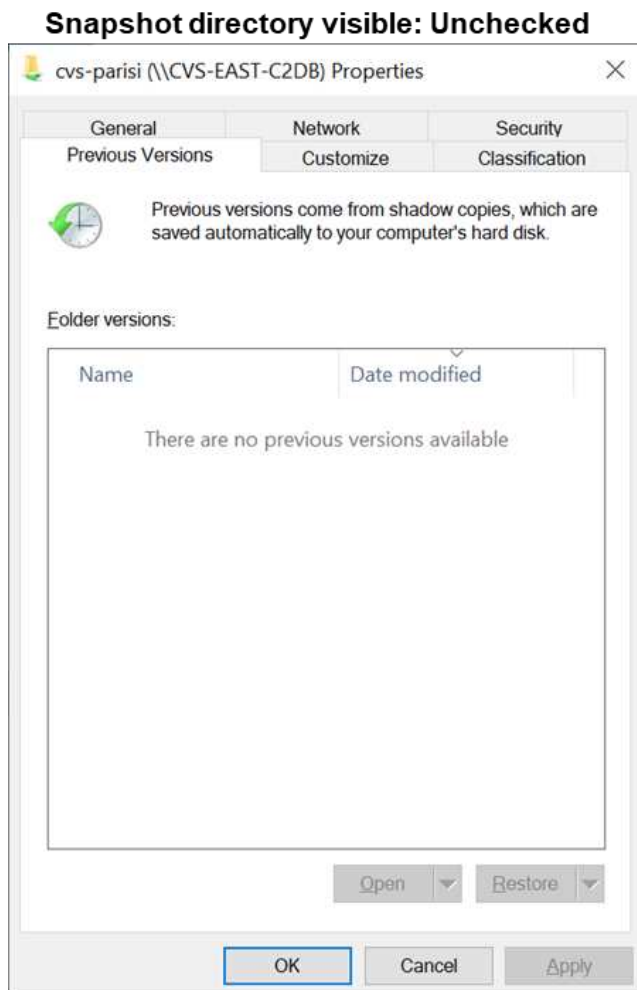 Snapshot directory visible: Unchecked
cvs-parisi (\\CVS-EAST-C2DB) Properties
General Network Security
Previous Versions Customize Classification
Previous versions come from shadow copies, which are
saved automatically to your computer's hard disk.
Folder versions:
Name Date modified
There are no previous versions available
Open Restore
OK Cancel Apply